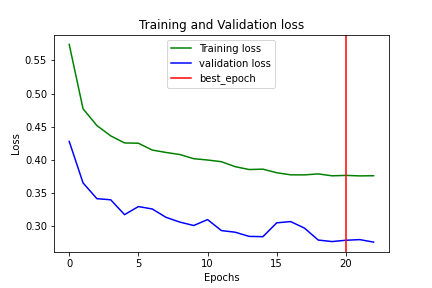 Training and Validation loss
Training loss
validation loss
best_epoch
Loss
0.55
0.50
0.45
0.40
0.35
0.30
0 5 10 15 20
Epochs